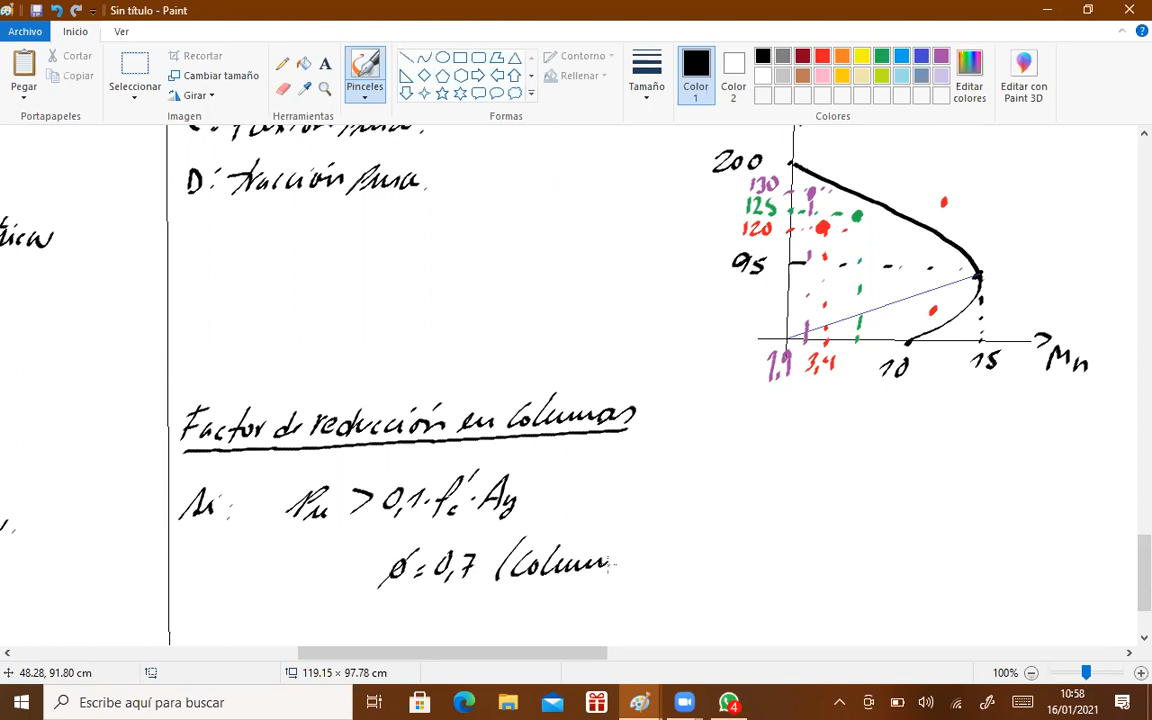 Sin título - Paint
Archivo Inicio Ver
Pegar
Cortar
Copiar
Seleccionar
Recortar
Cambiar tamaño
Girar
Pinceles
Contorno
Rellenar
Tamaño
Color 1
Color 2
Editar colores
Editar con Paint 3D
Portapapeles Imagen Herramientas Formas Colores
C: flexión pura.
D: tracción pura.
200
130
125
120
95
1,9 3,4 10 15 Mn
Factor de reducción en Columnas
Si: Pu > 0,1·f'c·Ag
ø = 0,7 (Colum
48.28, 91.80 cm 119.15 × 97.78 cm 100%
Escribe aquí para buscar
4
10:58
16/01/2021